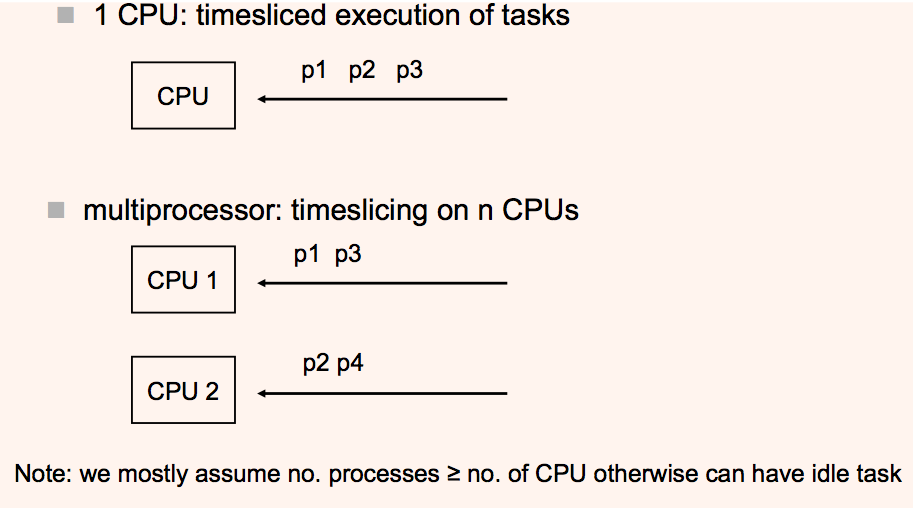 1 CPU: timesliced execution of tasks
p1 p2 p3
CPU
multiprocessor: timeslicing on n CPUs
p1 p3
CPU 1
p2 p4
CPU 2
Note: we mostly assume no. processes ≥ no. of CPU otherwise can have idle task